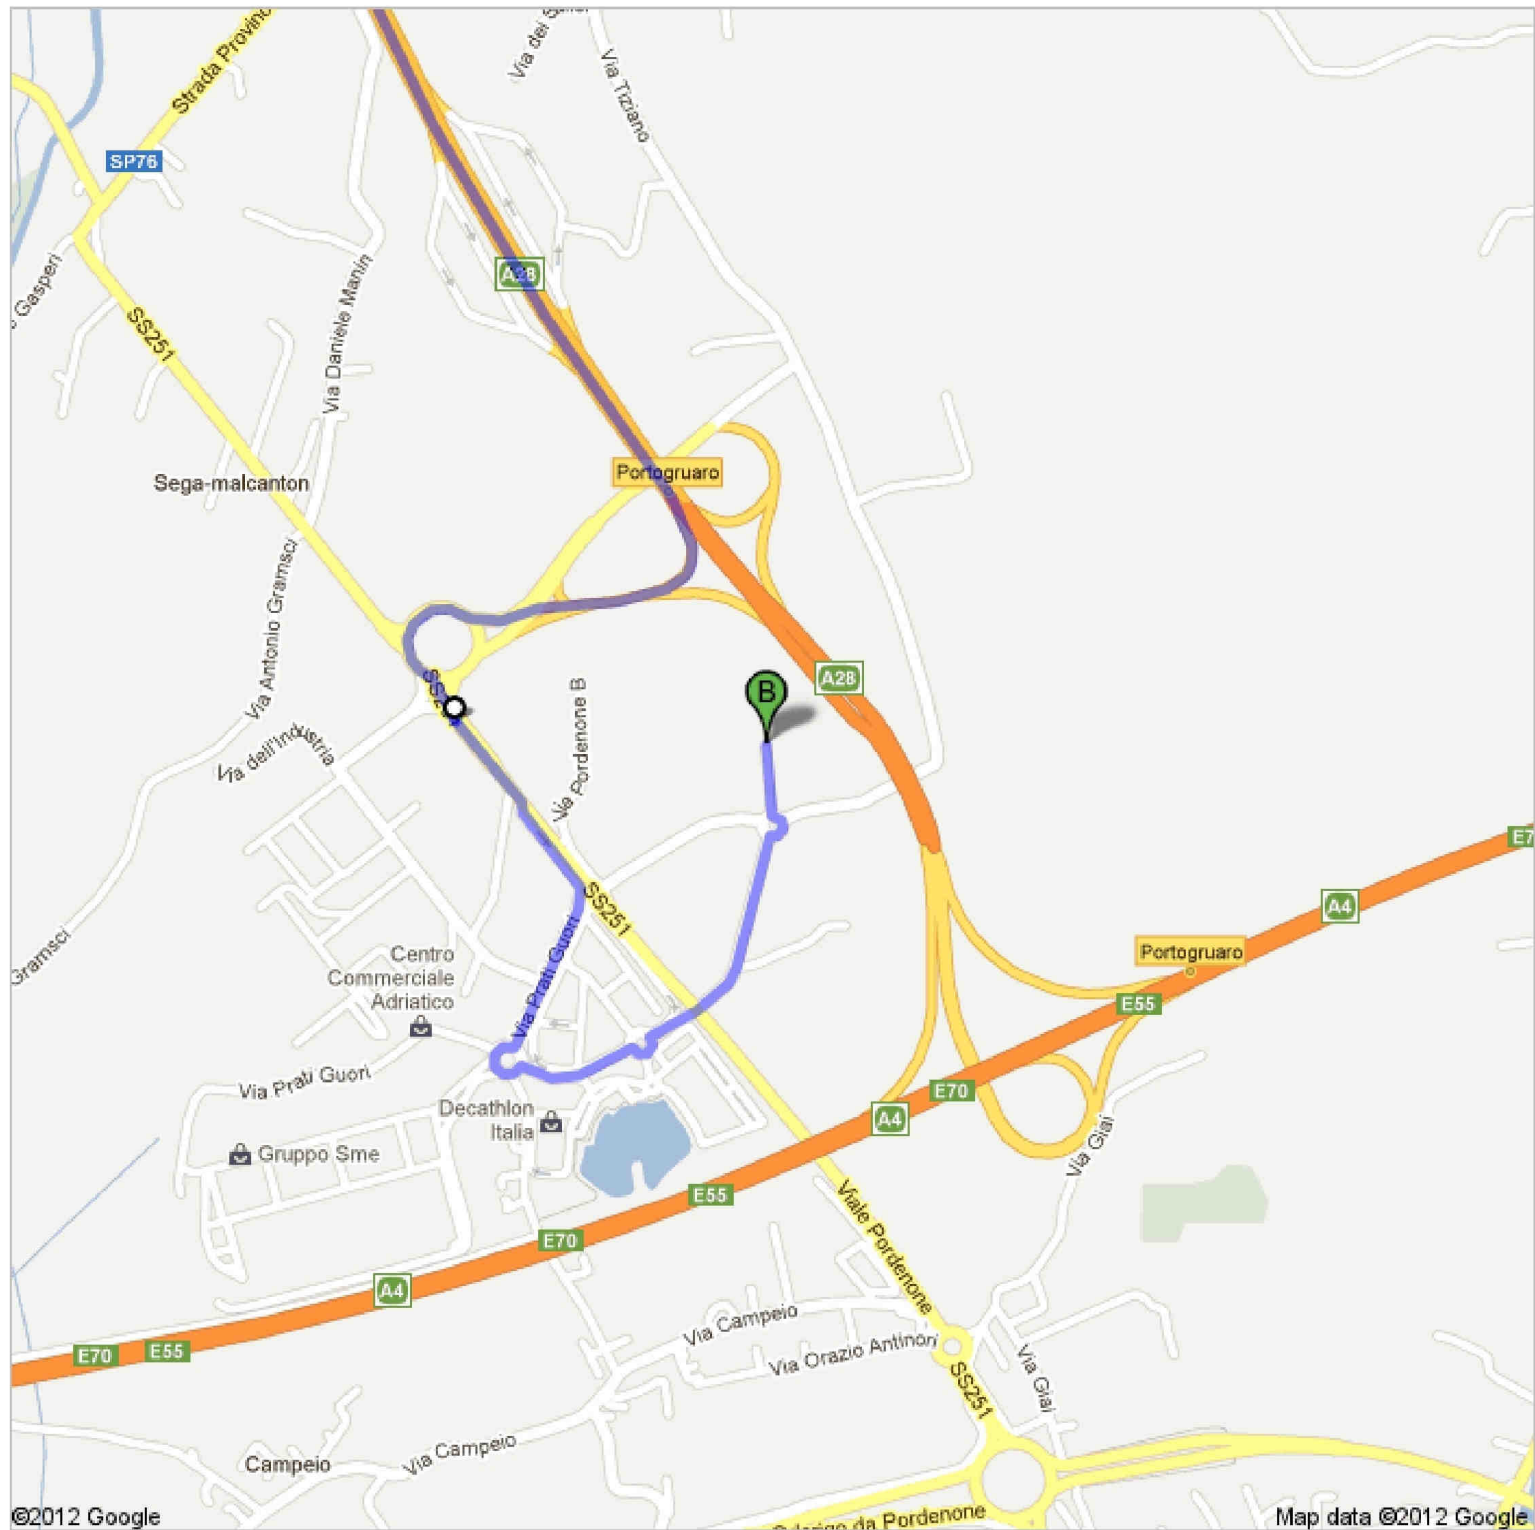 Strada Provinc
Via dei
Via Tiziano
SP76
A28
Gasperi
Via Daniele Manin
SS251
Portogruaro
Sega-malcanton
Via Antonio Gramsci
A28
B
Via Pordenone B
Via dell'Industria
E7
SS251
A4
Gramsci
Centro
Commerciale
Adriatico
Via Prati Guori
Portogruaro
E55
Via Prati Guori
E70
Decathlon
Italia
A4
Via Giai
Gruppo Sme
E55
Viale Pordenone
E70
A4
Via Campeio
E70
E55
Via Orazio Antinori
Via Giai
SS251
Via Campeio
Campeio
da Pordenone
©2012 Google
Map data ©2012 Google